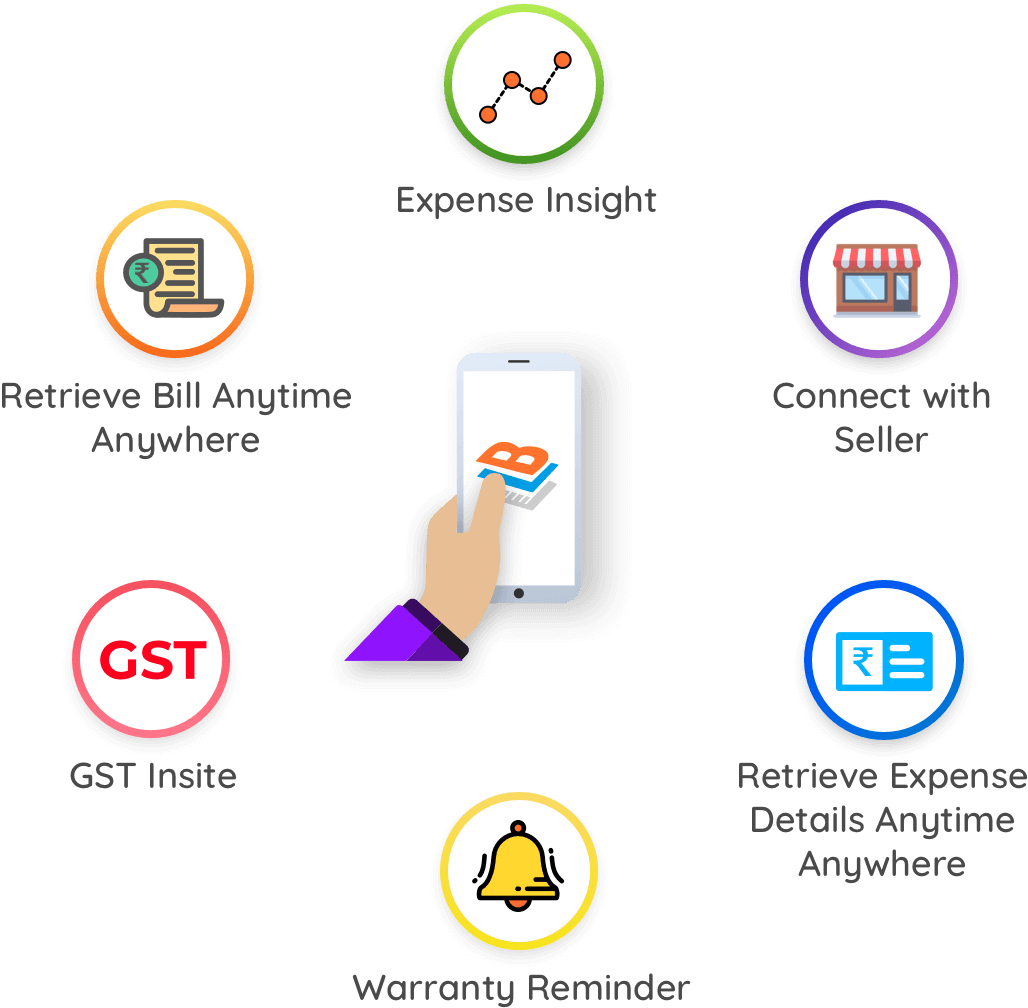 Expense Insight
Retrieve Bill Anytime
Anywhere
Connect with
Seller
B
GST
GST Insite
₹
Retrieve Expense
Details Anytime
Anywhere
₹
Warranty Reminder